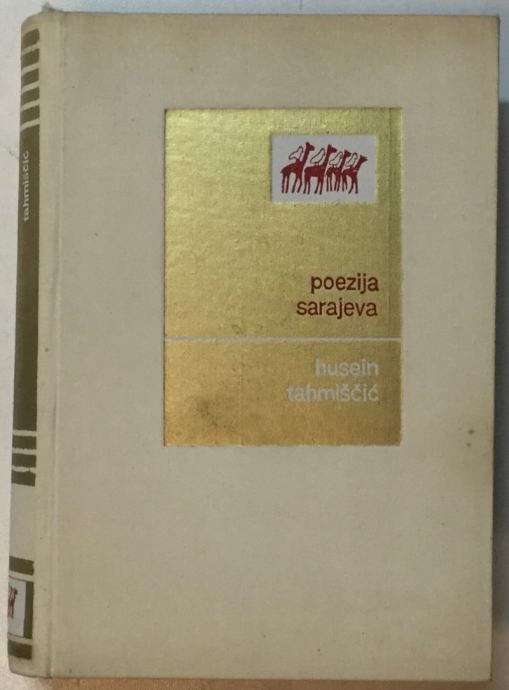 tahmiščić
poezija
sarajeva
husein
tahmiščić